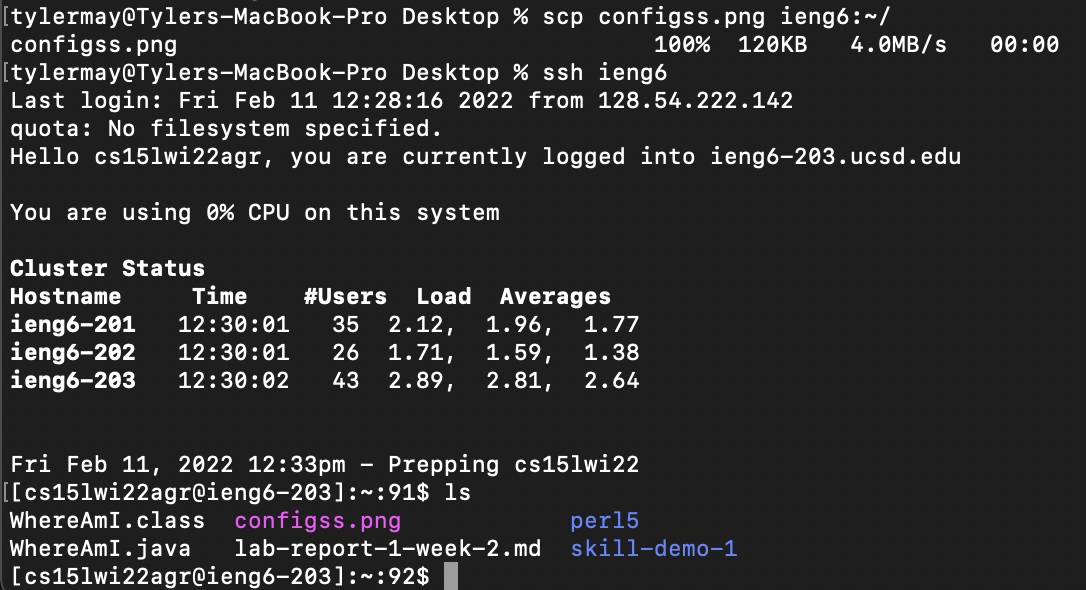 [tylermay@Tylers-MacBook-Pro Desktop % scp configss.png ieng6:~/
configss.png                                  100%  120KB   4.0MB/s   00:00
[tylermay@Tylers-MacBook-Pro Desktop % ssh ieng6
Last login: Fri Feb 11 12:28:16 2022 from 128.54.222.142
quota: No filesystem specified.
Hello cs15lwi22agr, you are currently logged into ieng6-203.ucsd.edu

You are using 0% CPU on this system

Cluster Status
Hostname     Time    #Users  Load  Averages
ieng6-201   12:30:01   35  2.12,  1.96,  1.77
ieng6-202   12:30:01   26  1.71,  1.59,  1.38
ieng6-203   12:30:02   43  2.89,  2.81,  2.64


Fri Feb 11, 2022 12:33pm - Prepping cs15lwi22
[[cs15lwi22agr@ieng6-203]:~:91$ ls
WhereAmI.class  configss.png            perl5
WhereAmI.java   lab-report-1-week-2.md  skill-demo-1
[cs15lwi22agr@ieng6-203]:~:92$